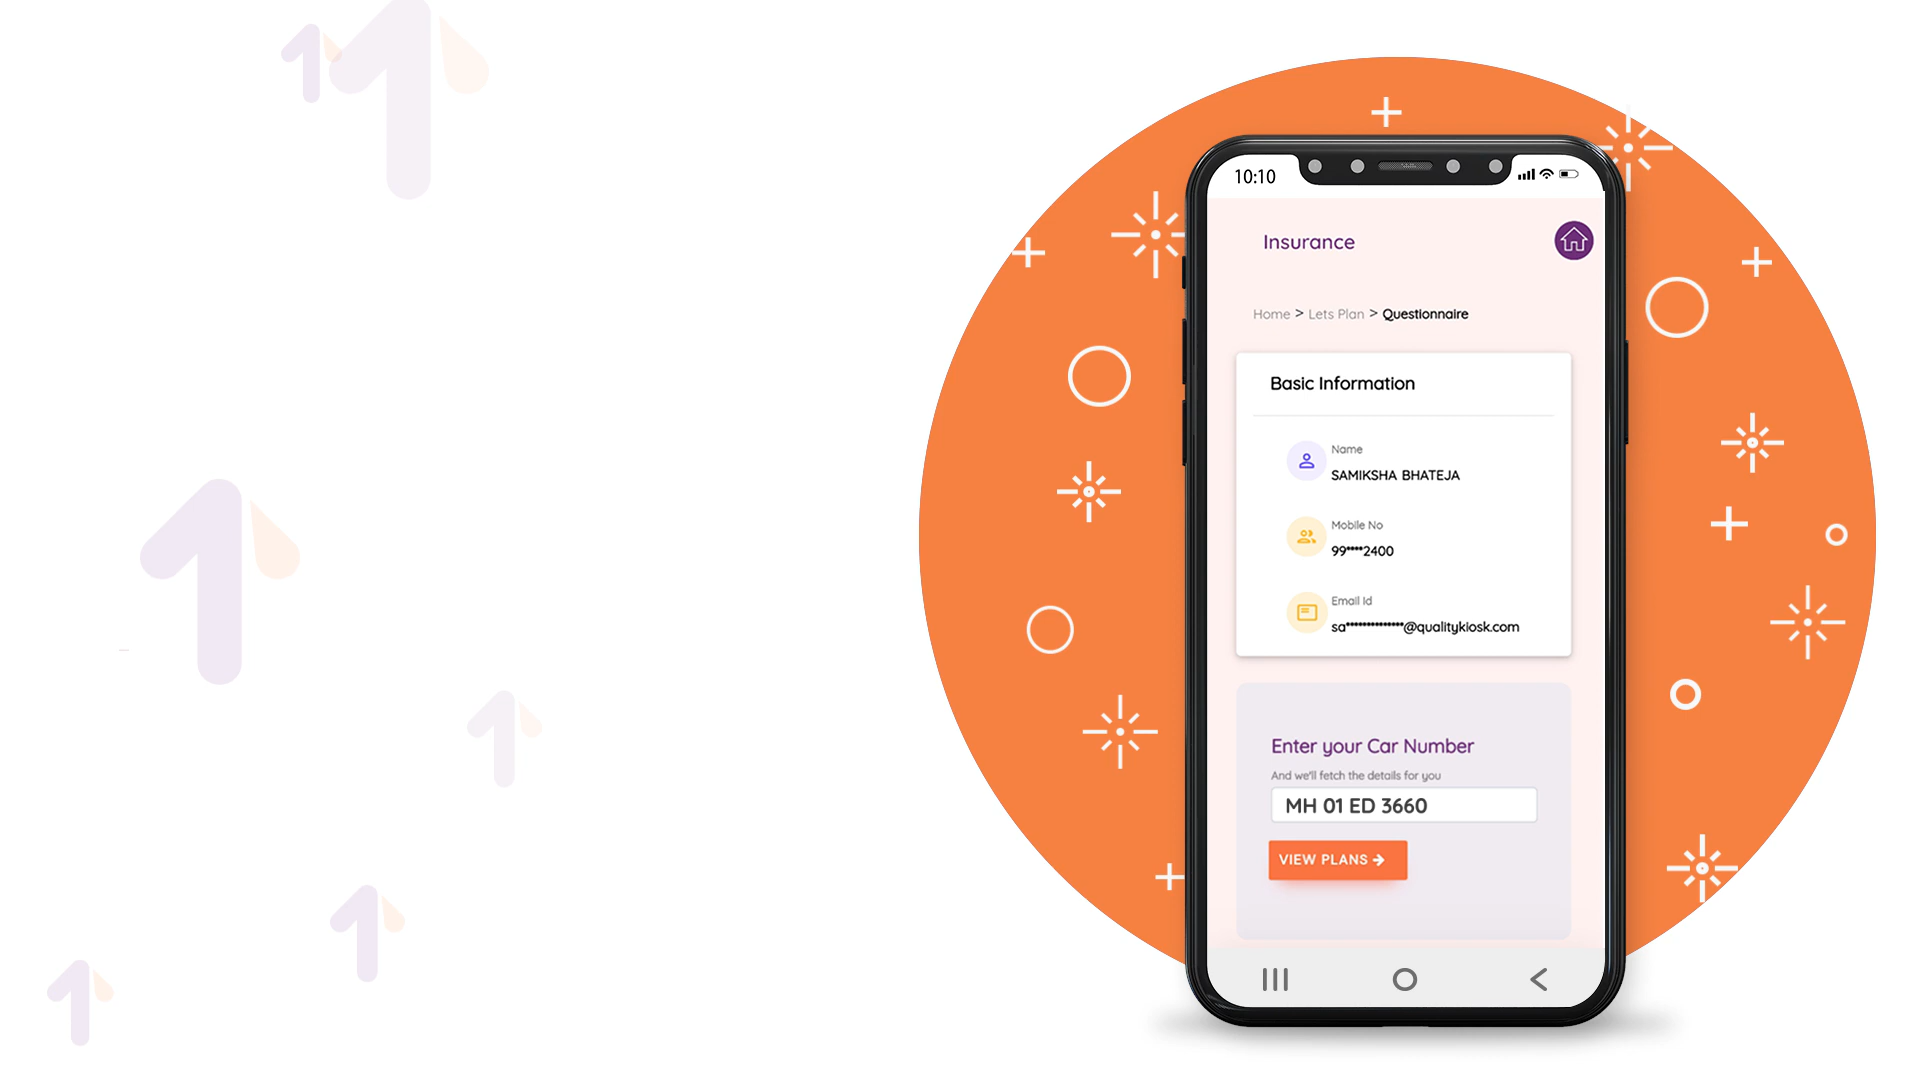 10:10
Insurance
Home > Lets Plan > Questionnaire
Basic Information
Name
SAMIKSHA BHATEJA
Mobile No
99****2400
Email Id
sa**************@qualitykiosk.com
Enter your Car Number
And we'll fetch the details for you
MH 01 ED 3660
VIEW PLANS →